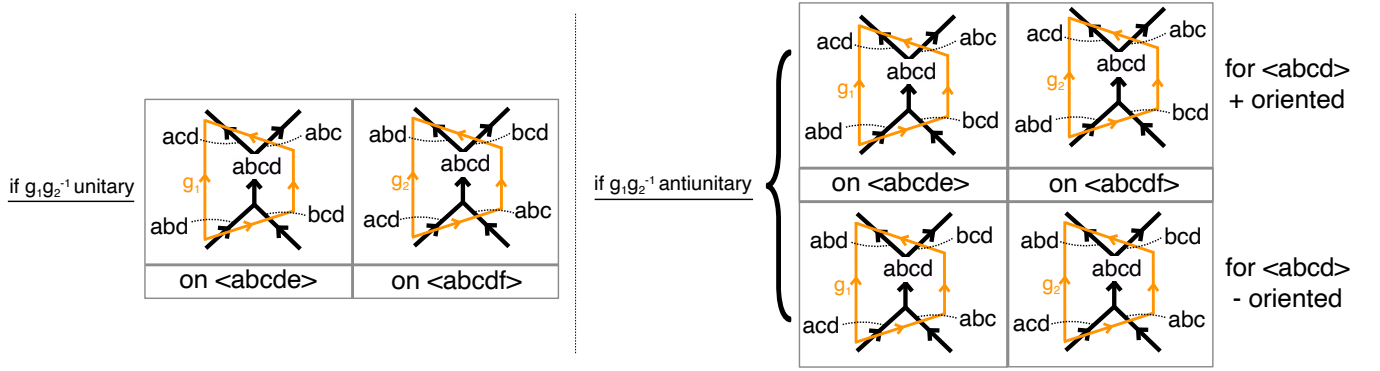 if g₁g₂⁻¹ unitary
acd
abc
abcd
g₁
abd
bcd
on <abcde>
abd
bcd
abcd
g₂
acd
abc
on <abcdf>
if g₁g₂⁻¹ antiunitary
acd
abc
abcd
g₁
abd
bcd
on <abcde>
acd
abc
abcd
g₂
abd
bcd
on <abcdf>
for <abcd>
+ oriented
abd
bcd
abcd
g₁
acd
abc
abd
bcd
abcd
g₂
acd
abc
for <abcd>
- oriented